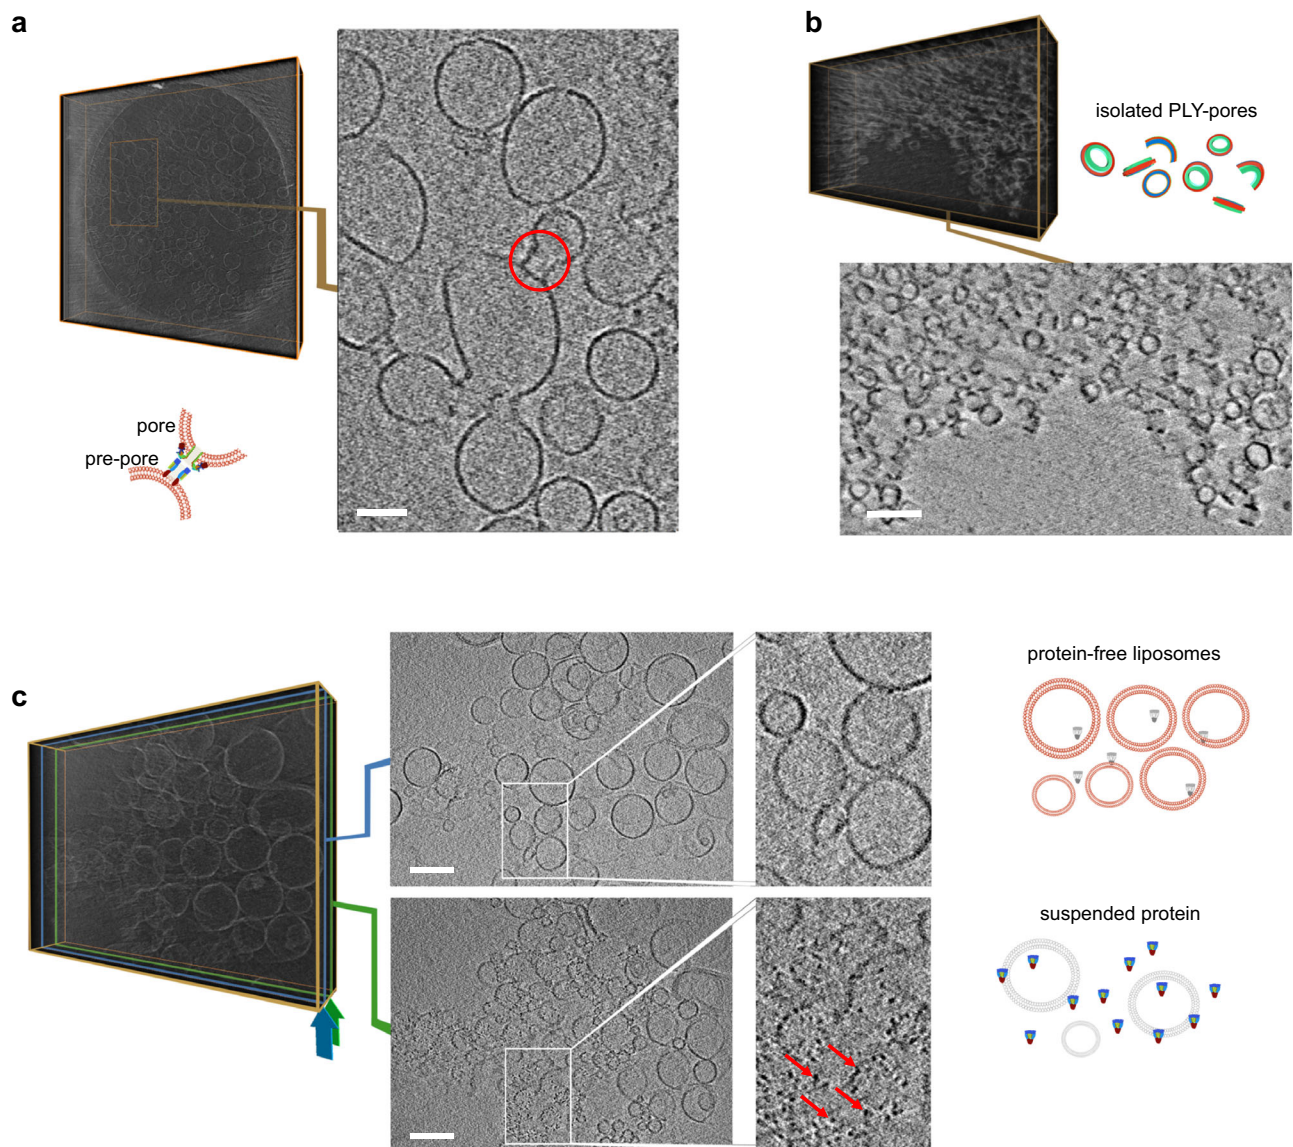 a
b
isolated PLY-pores
pore
pre-pore
c
protein-free liposomes
suspended protein